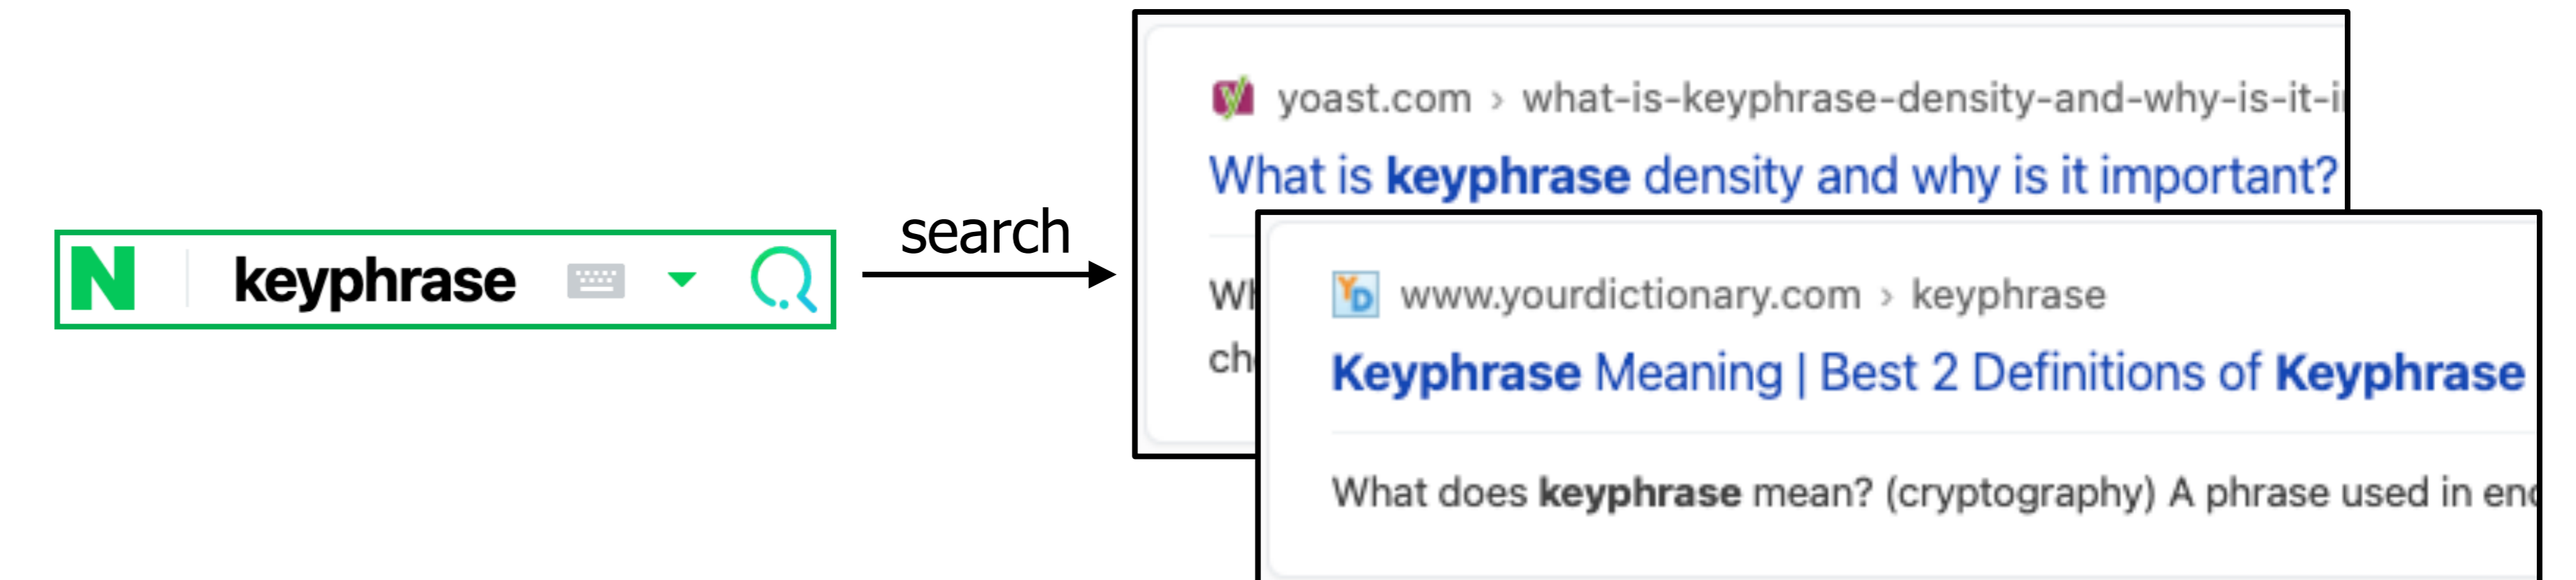 N keyphrase
search
yoast.com › what-is-keyphrase-density-and-why-is-it-
What is keyphrase density and why is it important?
www.yourdictionary.com › keyphrase
Keyphrase Meaning | Best 2 Definitions of Keyphrase
What does keyphrase mean? (cryptography) A phrase used in